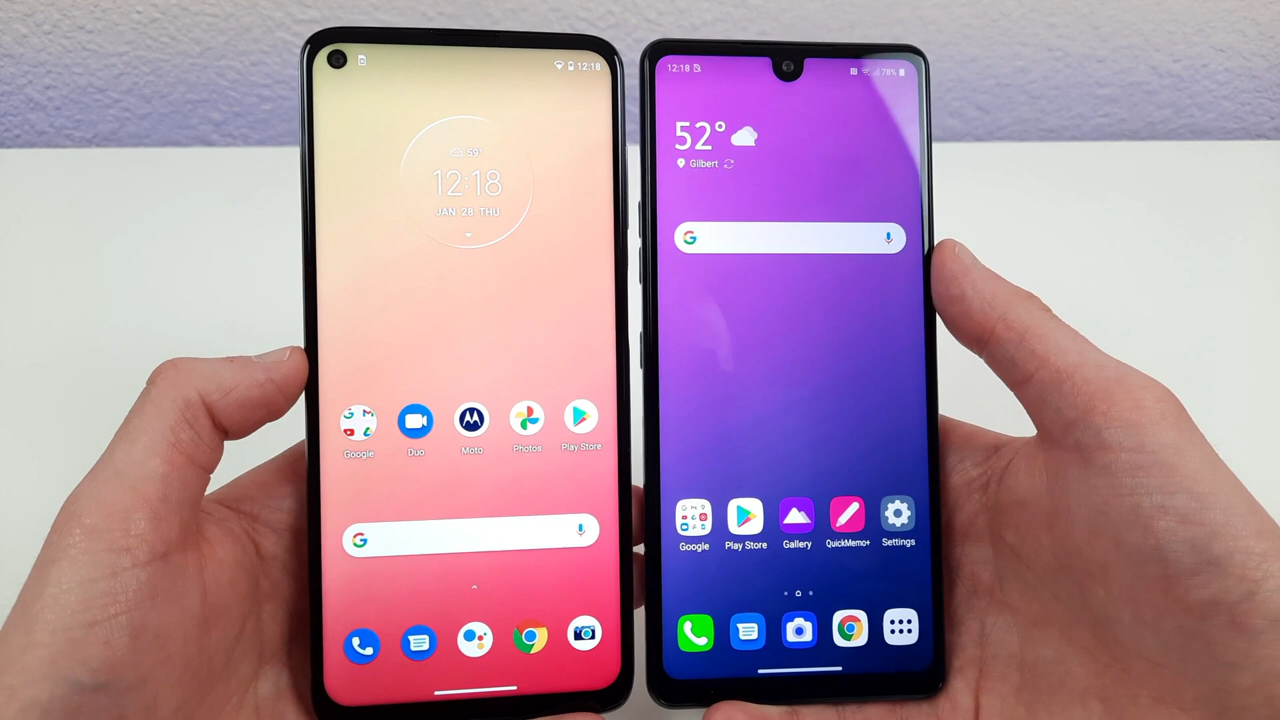 12:18
59°
12:18
JAN 28 THU
Google
Duo
Moto
Photos
Play Store
12:18
78%
52°
Gilbert
Google
Play Store
Gallery
QuickMemo+
Settings